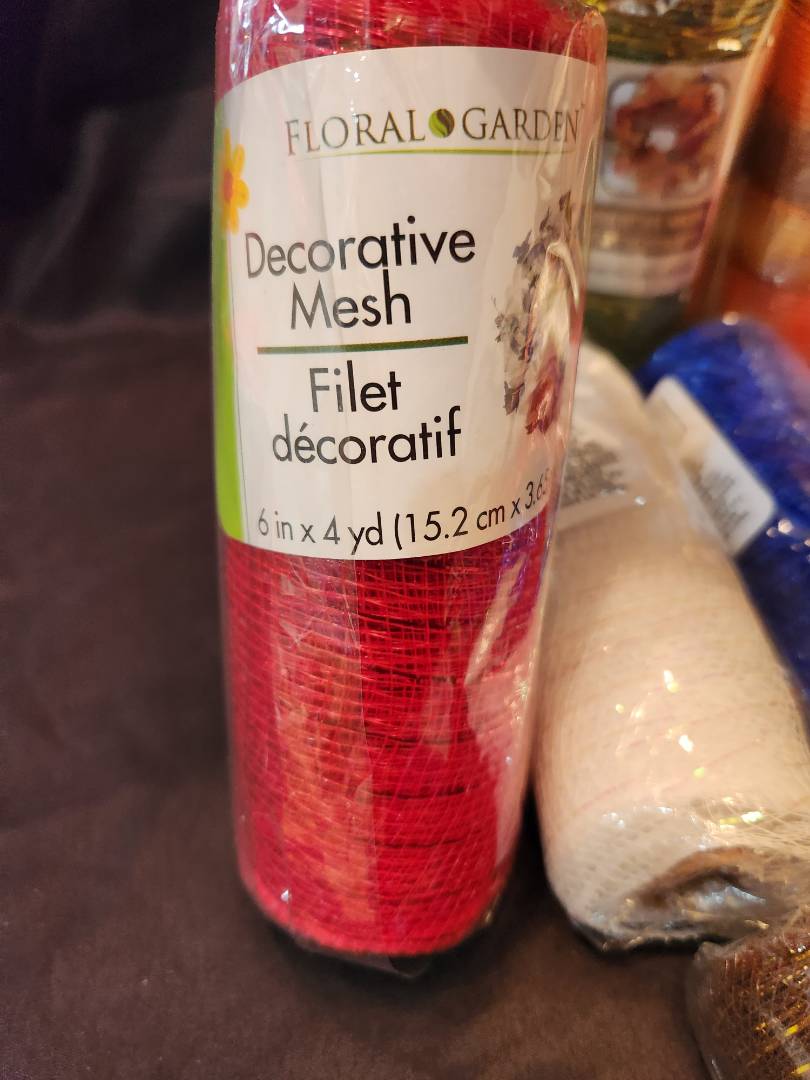 FLORAL GARDEN
Decorative
Mesh
Filet
décoratif
6 in x 4 yd (15.2 cm x 3.6